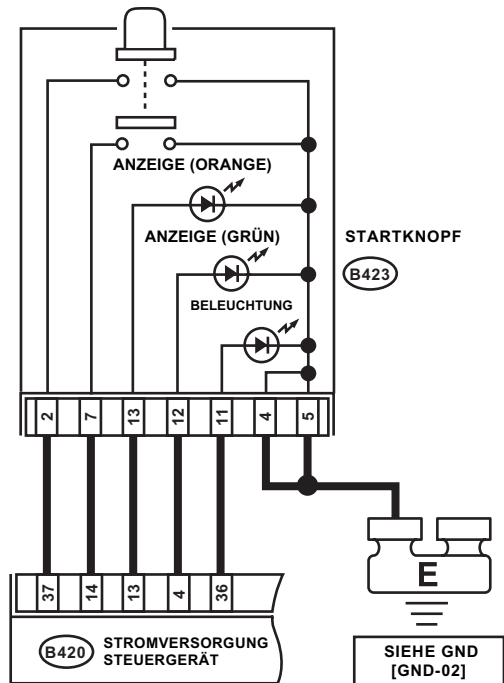 ANZEIGE (ORANGE)
ANZEIGE (GRÜN)
STARTKNOPF
B423
BELEUCHTUNG
2 7 13 12 11 4 5
37 14 13 4 36
E
B420 STROMVERSORGUNG
STEUERGERÄT
SIEHE GND
[GND-02]